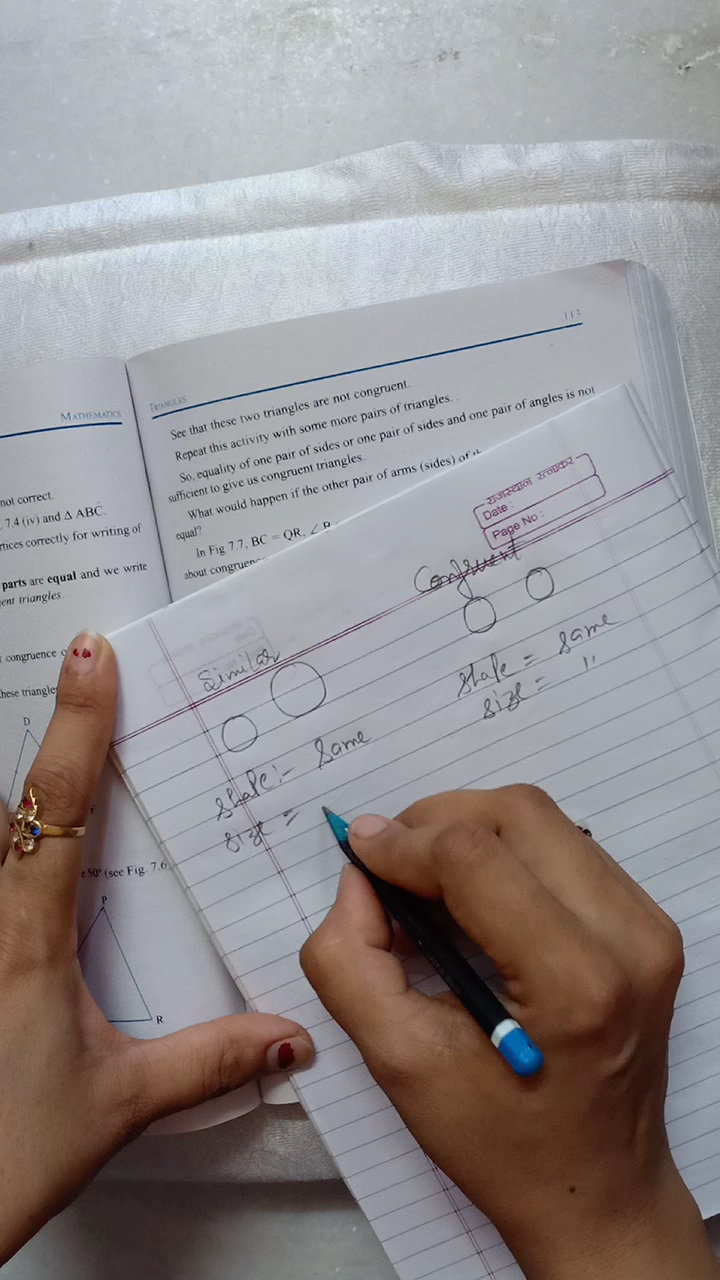 MATHEMATICS
not correct.
7.4 (iv) and Δ ABC.
tices correctly for writing of
parts are equal and we write
ent triangles.
congruence
hese triangle
D
50° (see Fig. 7.6
P
R
TRIANGLES
113
See that these two triangles are not congruent.
Repeat this activity with some more pairs of triangles.
So, equality of one pair of sides or one pair of sides and one pair of angles is not
sufficient to give us congruent triangles.
What would happen if the other pair of arms (sides) of
equal?
In Fig 7.7, BC = QR, ∠
about congruenc
राजस्थान रत्नाकर
Date :
Page No :
Similar
Shape:- Same
Size =
Congruent
Shape = Same
Size = "